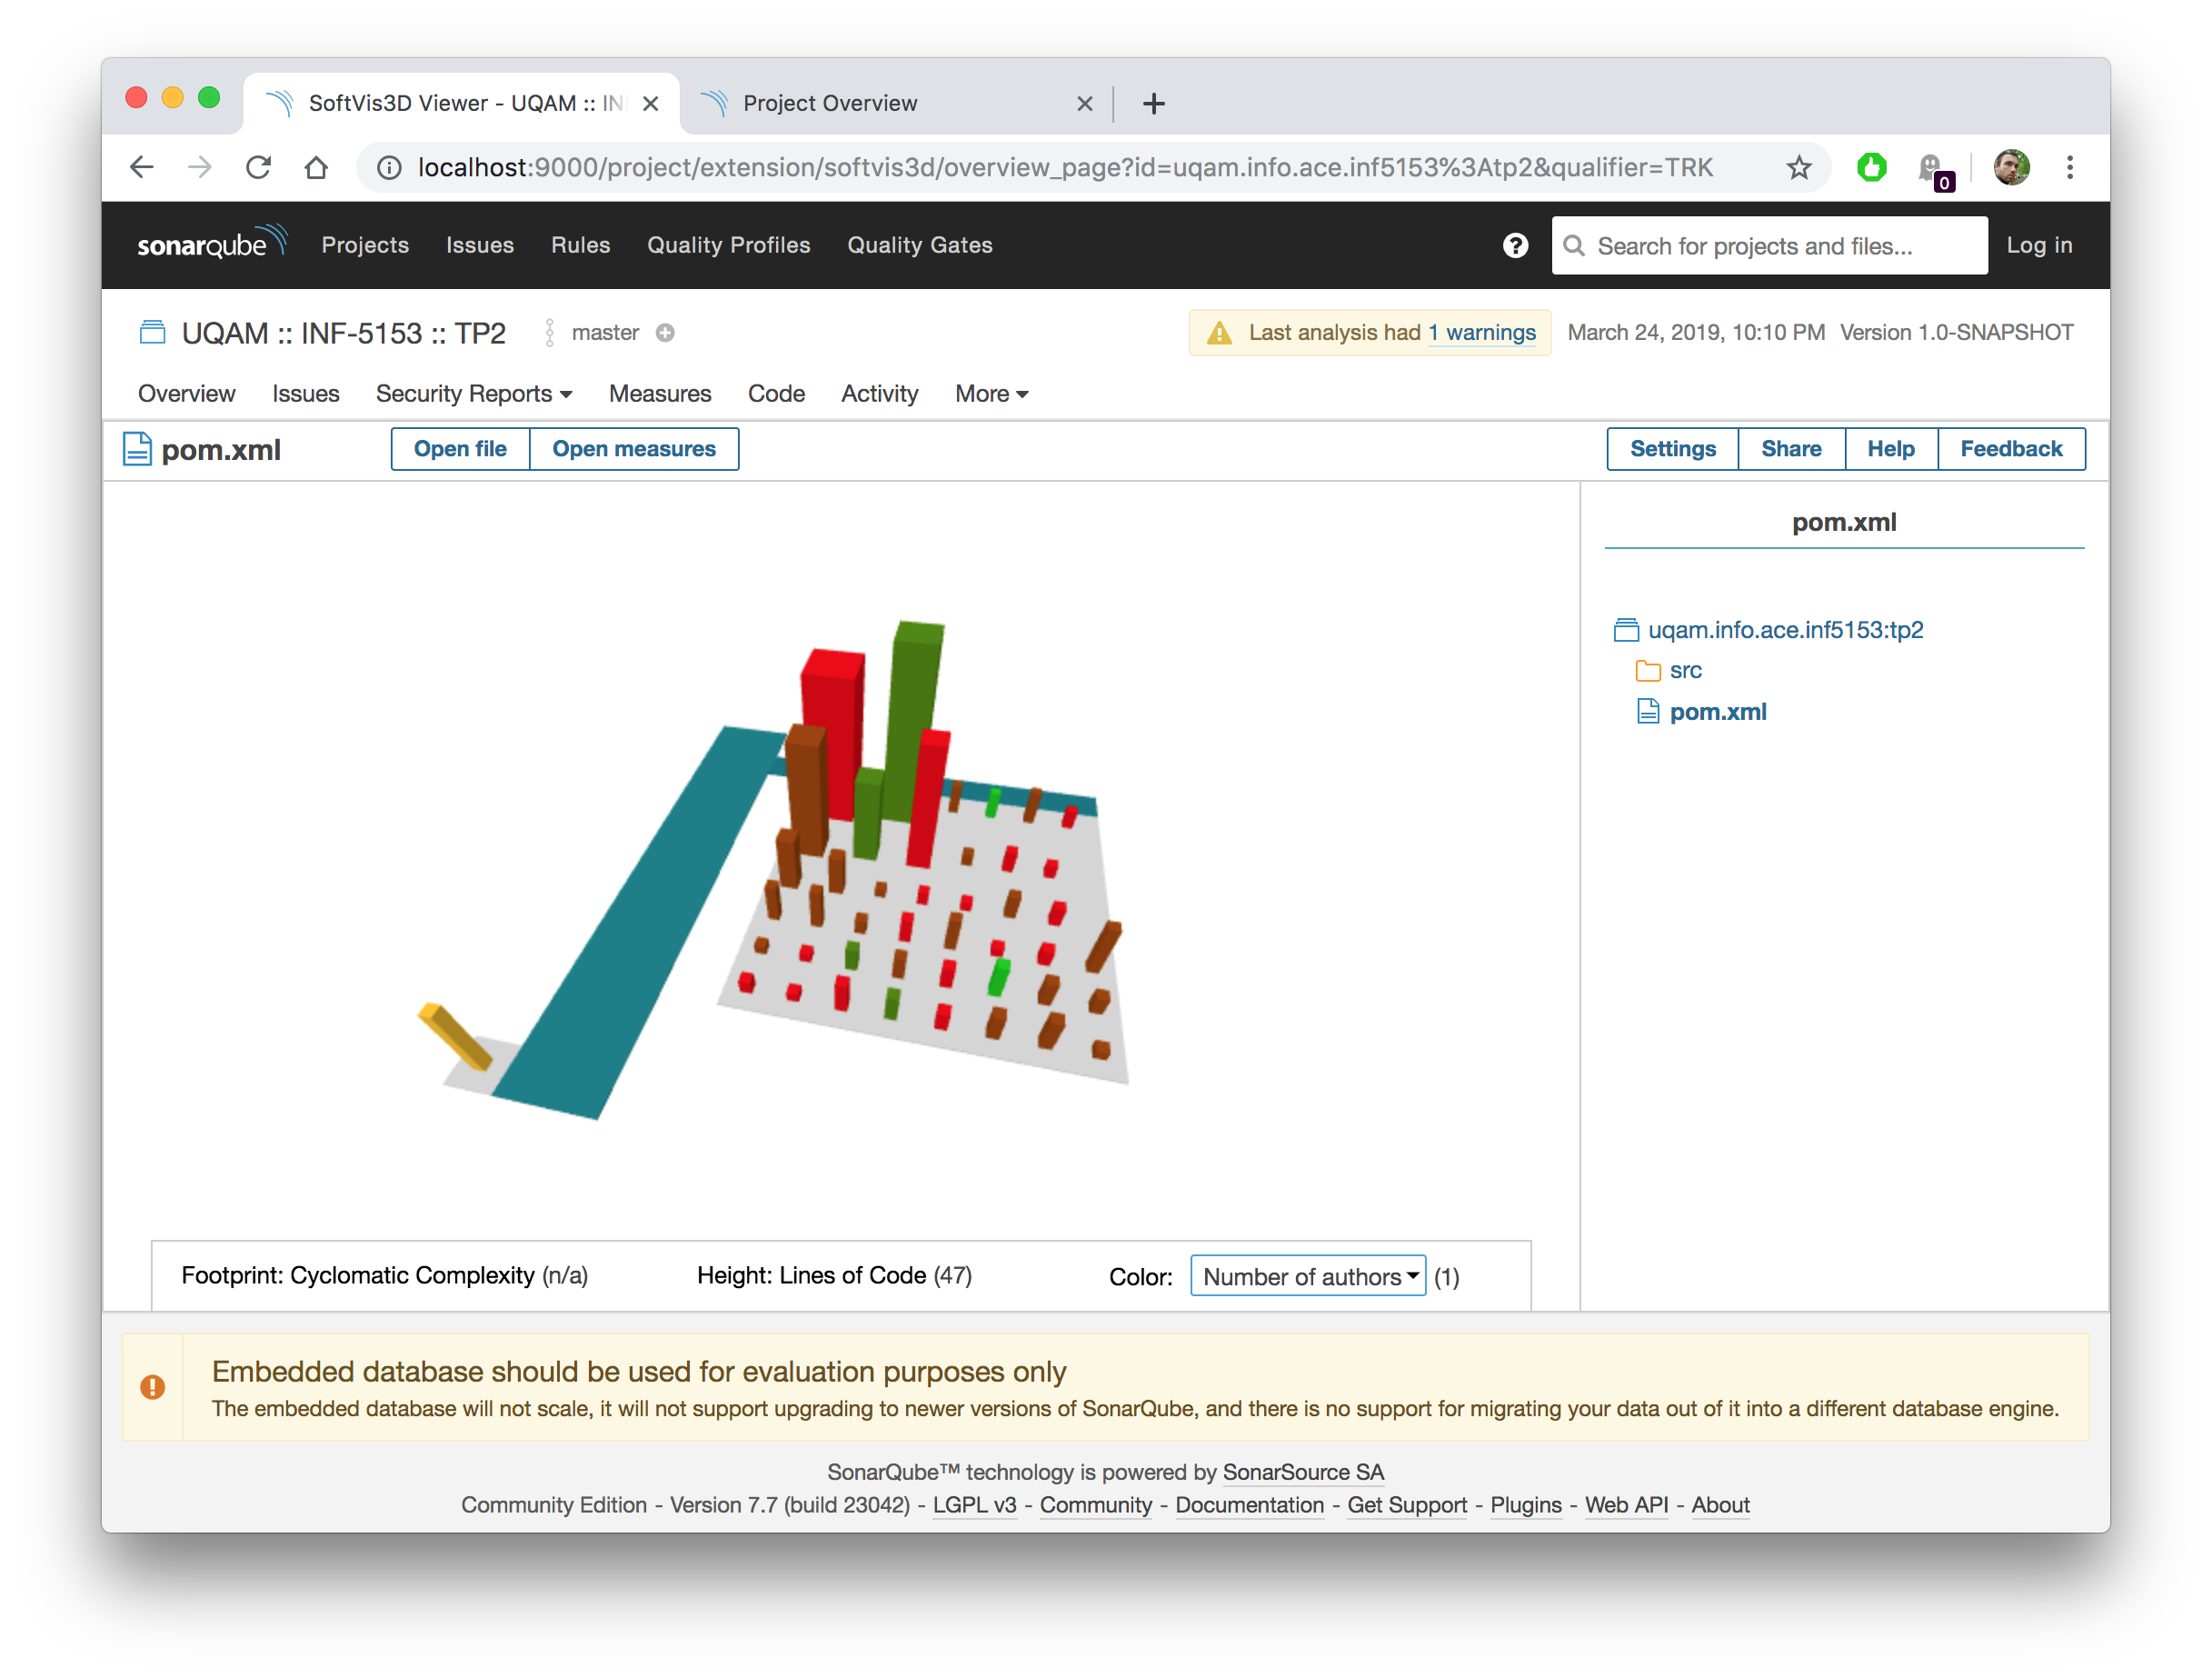 SoftVis3D Viewer - UQAM :: IN
Project Overview
localhost:9000/project/extension/softvis3d/overview_page?id=uqam.info.ace.inf5153%3Atp2&qualifier=TRK
0
sonarqube Projects Issues Rules Quality Profiles Quality Gates
? Search for projects and files... Log in
UQAM :: INF-5153 :: TP2 master
Last analysis had 1 warnings March 24, 2019, 10:10 PM Version 1.0-SNAPSHOT
Overview Issues Security Reports Measures Code Activity More
pom.xml Open file Open measures Settings Share Help Feedback
pom.xml
uqam.info.ace.inf5153:tp2
src
pom.xml
Footprint: Cyclomatic Complexity (n/a) Height: Lines of Code (47) Color: Number of authors (1)
Embedded database should be used for evaluation purposes only
The embedded database will not scale, it will not support upgrading to newer versions of SonarQube, and there is no support for migrating your data out of it into a different database engine.
SonarQube™ technology is powered by SonarSource SA
Community Edition - Version 7.7 (build 23042) - LGPL v3 - Community - Documentation - Get Support - Plugins - Web API - About